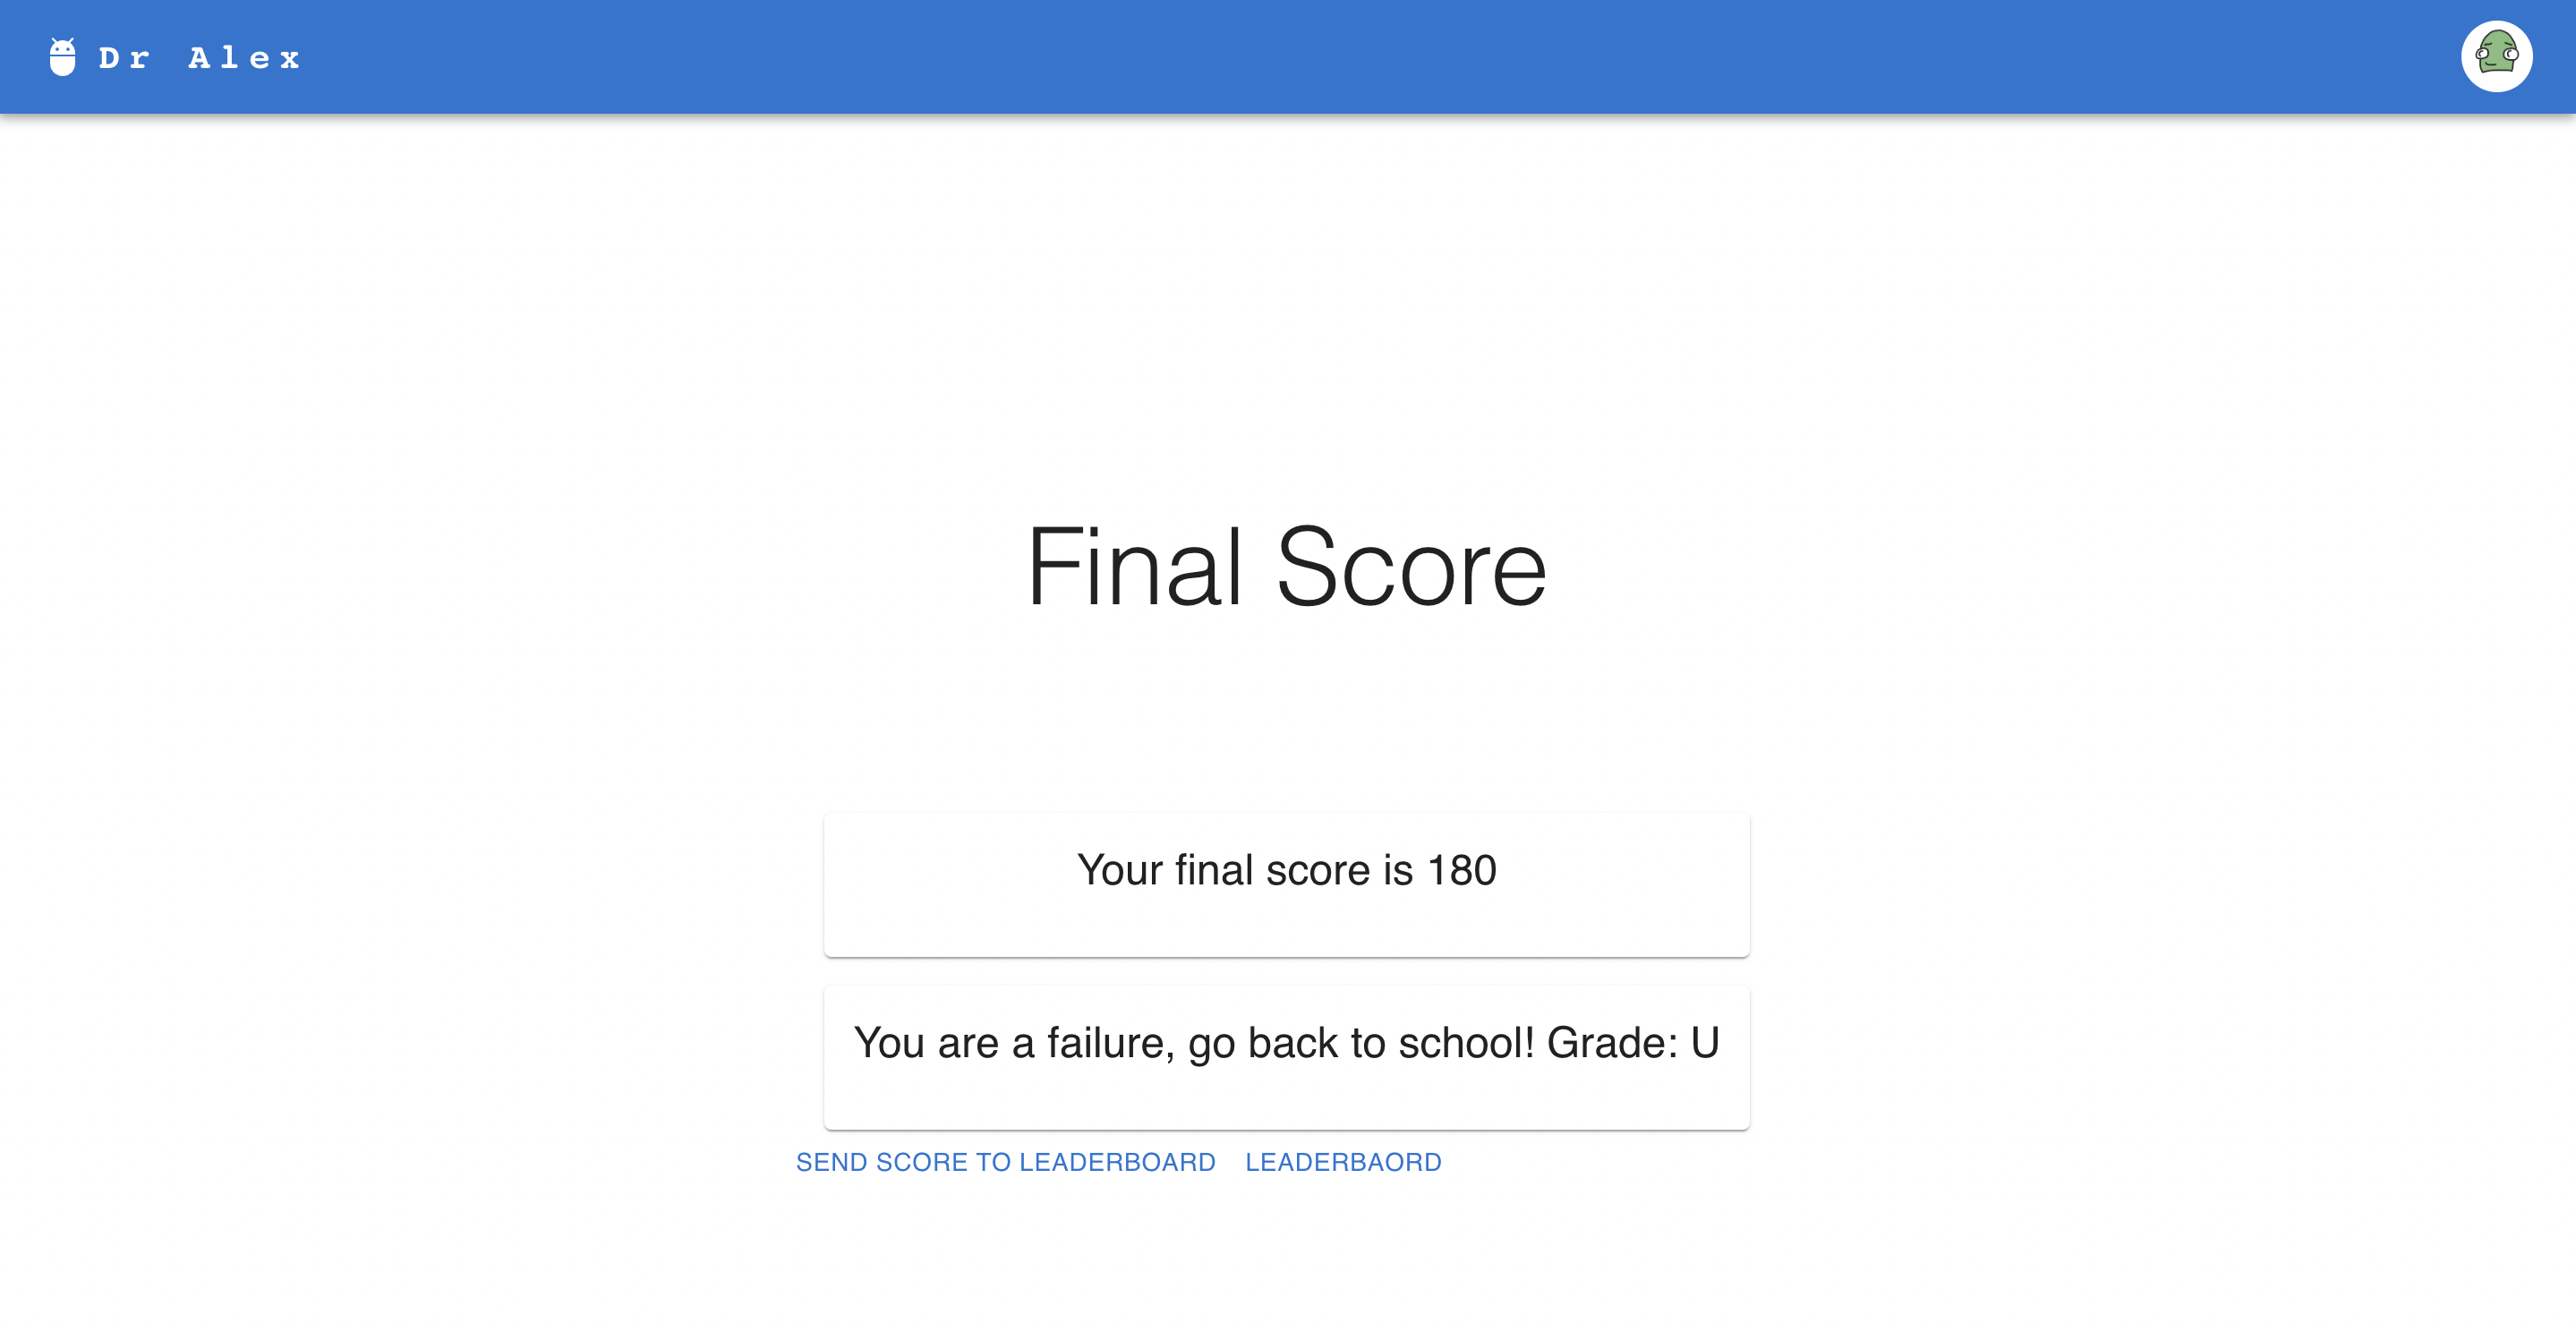 Dr Alex
Final Score
Your final score is 180
You are a failure, go back to school! Grade: U
SEND SCORE TO LEADERBOARD LEADERBAORD